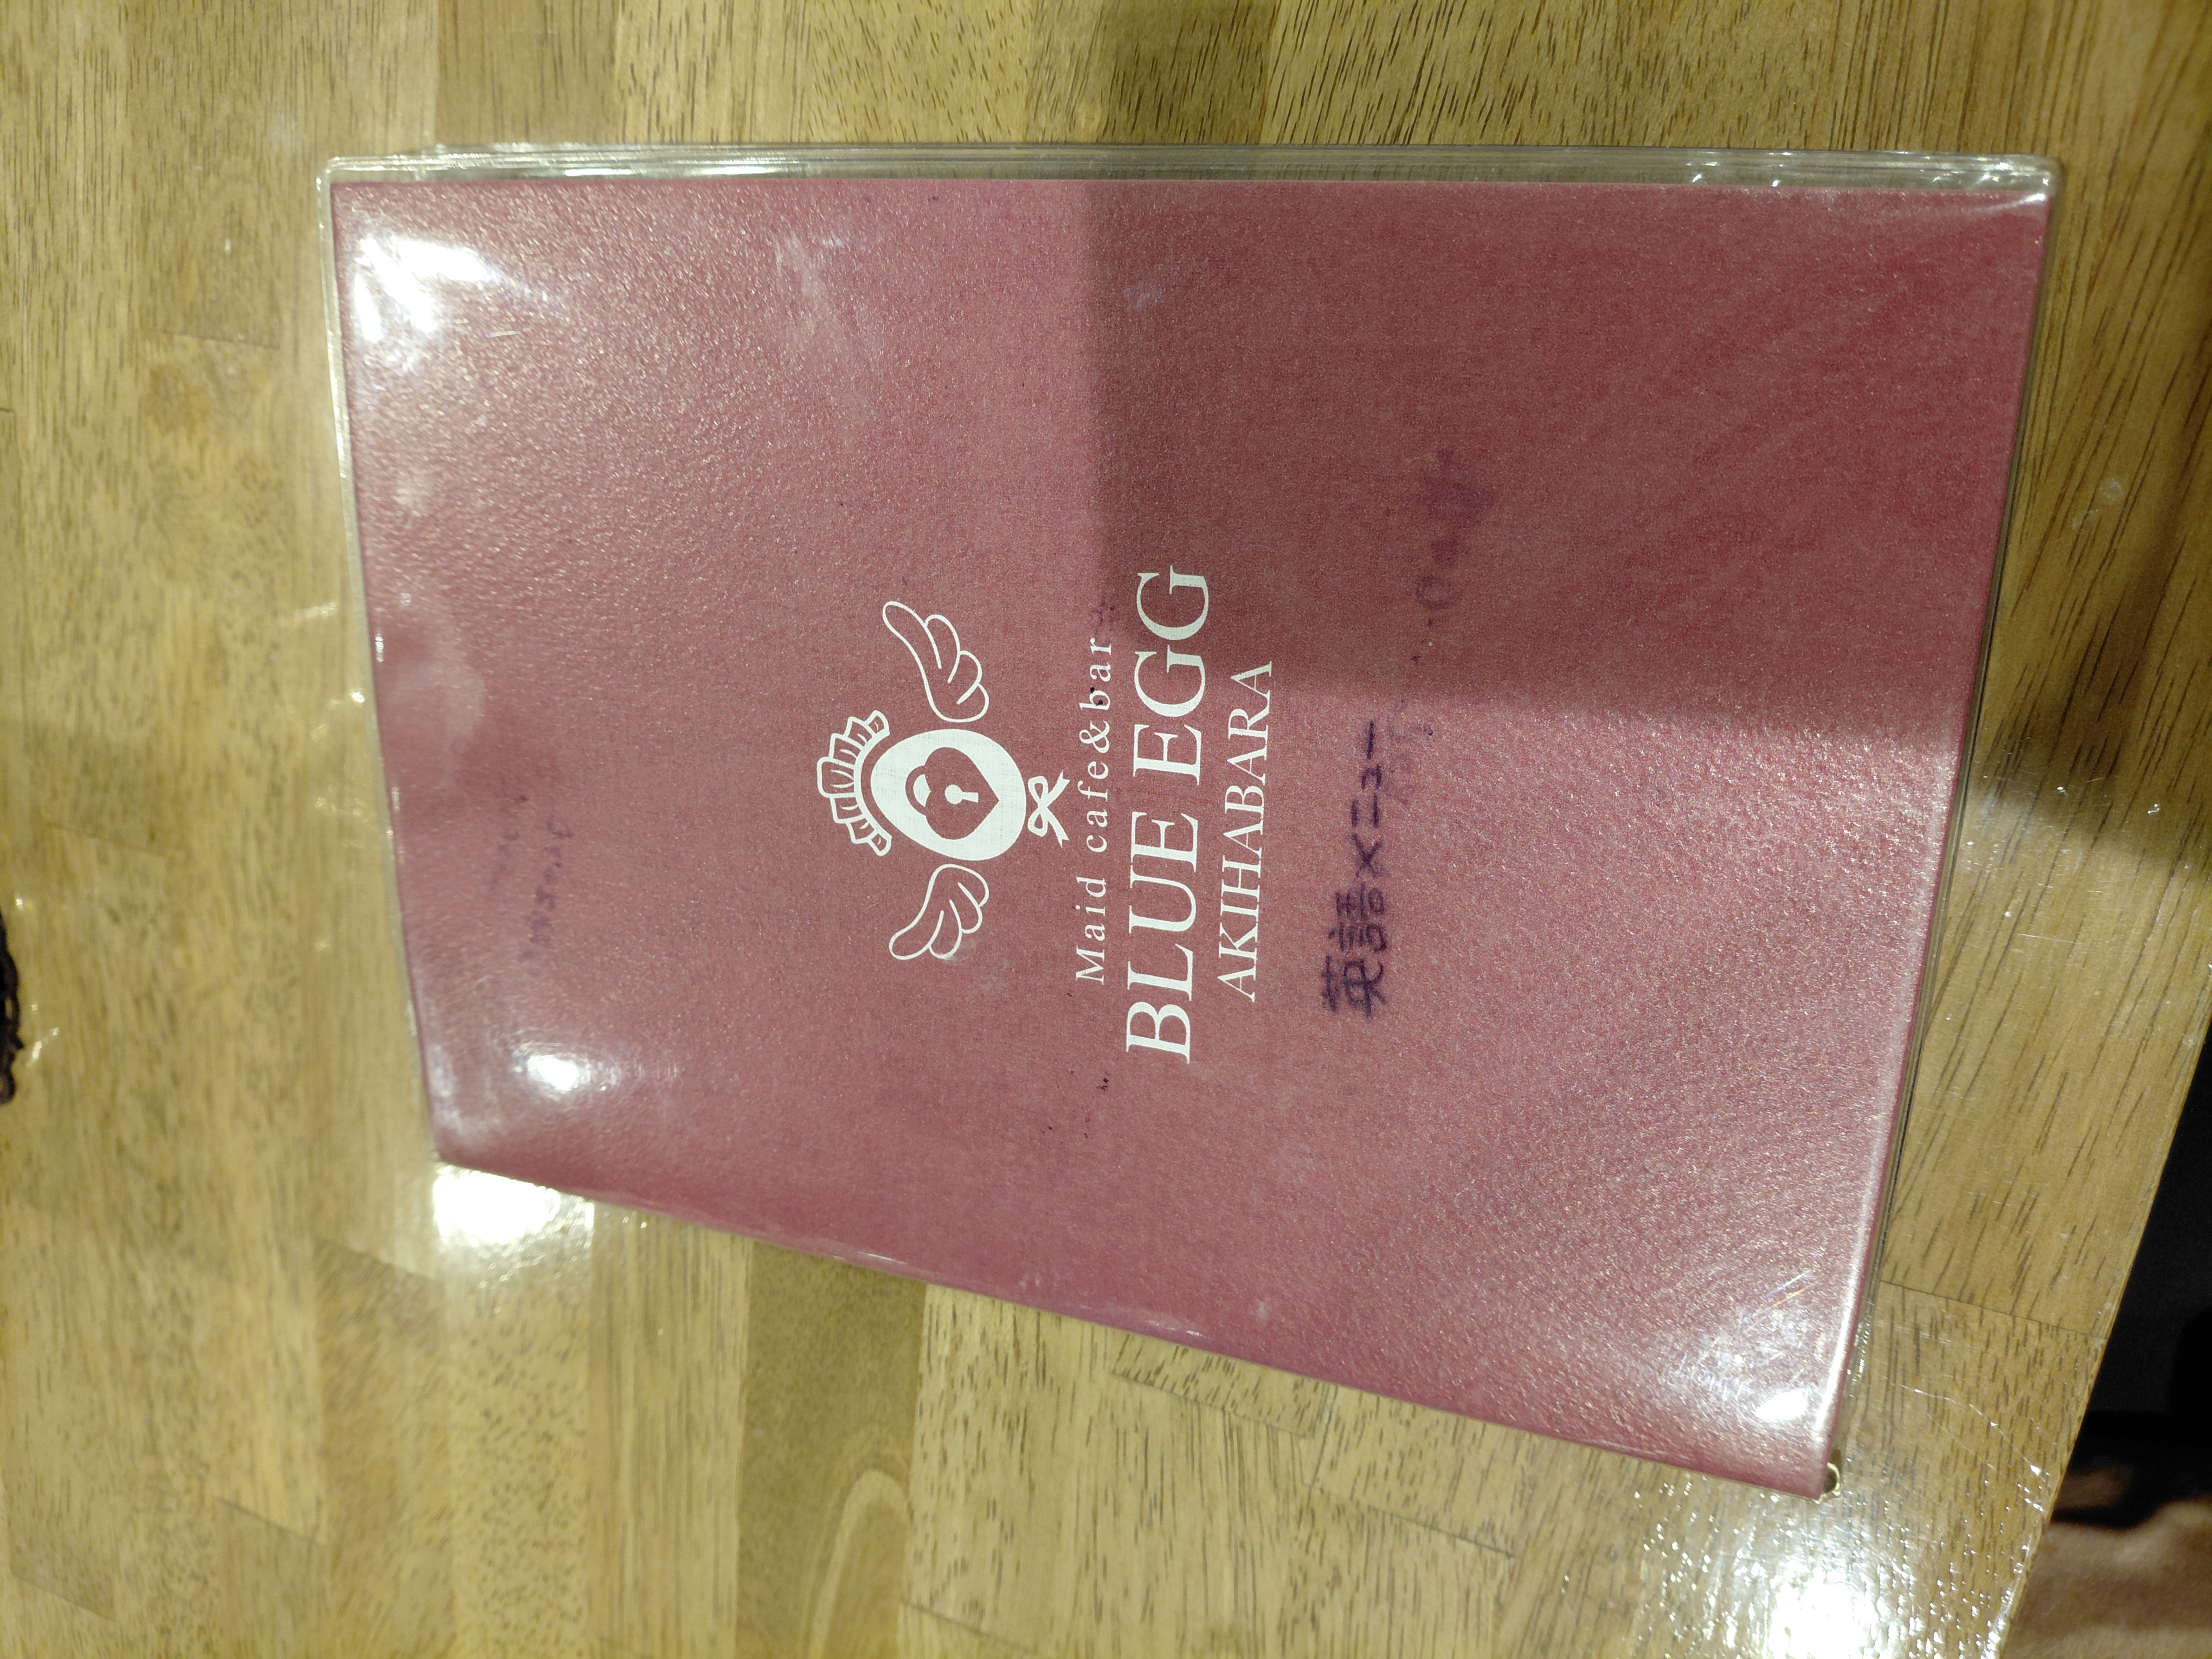 Maid cafe&bar
BLUE EGG
AKIHABARA
英語メニュー